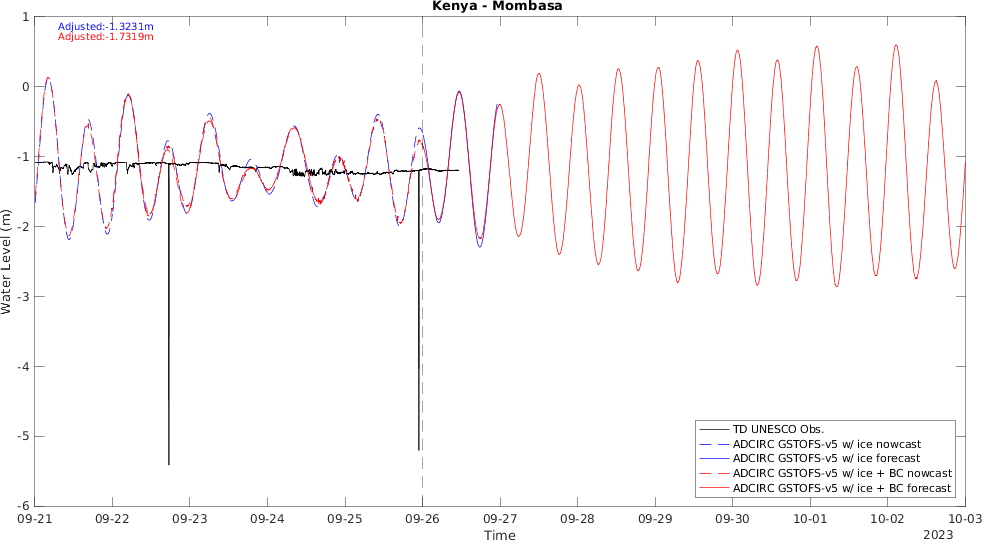 Kenya - Mombasa
Adjusted:-1.3231m
Adjusted:-1.7319m
1
0
-1
-2
-3
-4
-5
-6
Water Level (m)
TD UNESCO Obs.
ADCIRC GSTOFS-v5 w/ ice nowcast
ADCIRC GSTOFS-v5 w/ ice forecast
ADCIRC GSTOFS-v5 w/ ice + BC nowcast
ADCIRC GSTOFS-v5 w/ ice + BC forecast
09-21 09-22 09-23 09-24 09-25 09-26 09-27 09-28 09-29 09-30 10-01 10-02 10-03
Time
2023